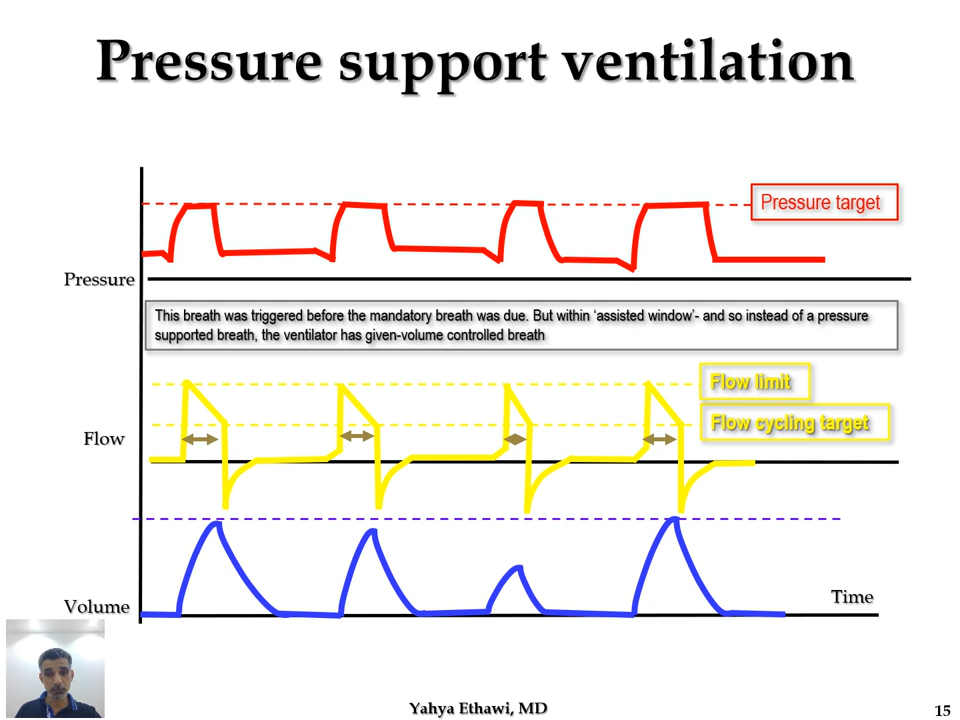 Pressure support ventilation
Pressure target
Pressure
This breath was triggered before the mandatory breath was due. But within ‘assisted window’- and so instead of a pressure
supported breath, the ventilator has given-volume controlled breath
Flow limit
Flow cycling target
Flow
Time
Volume
Yahya Ethawi, MD
15